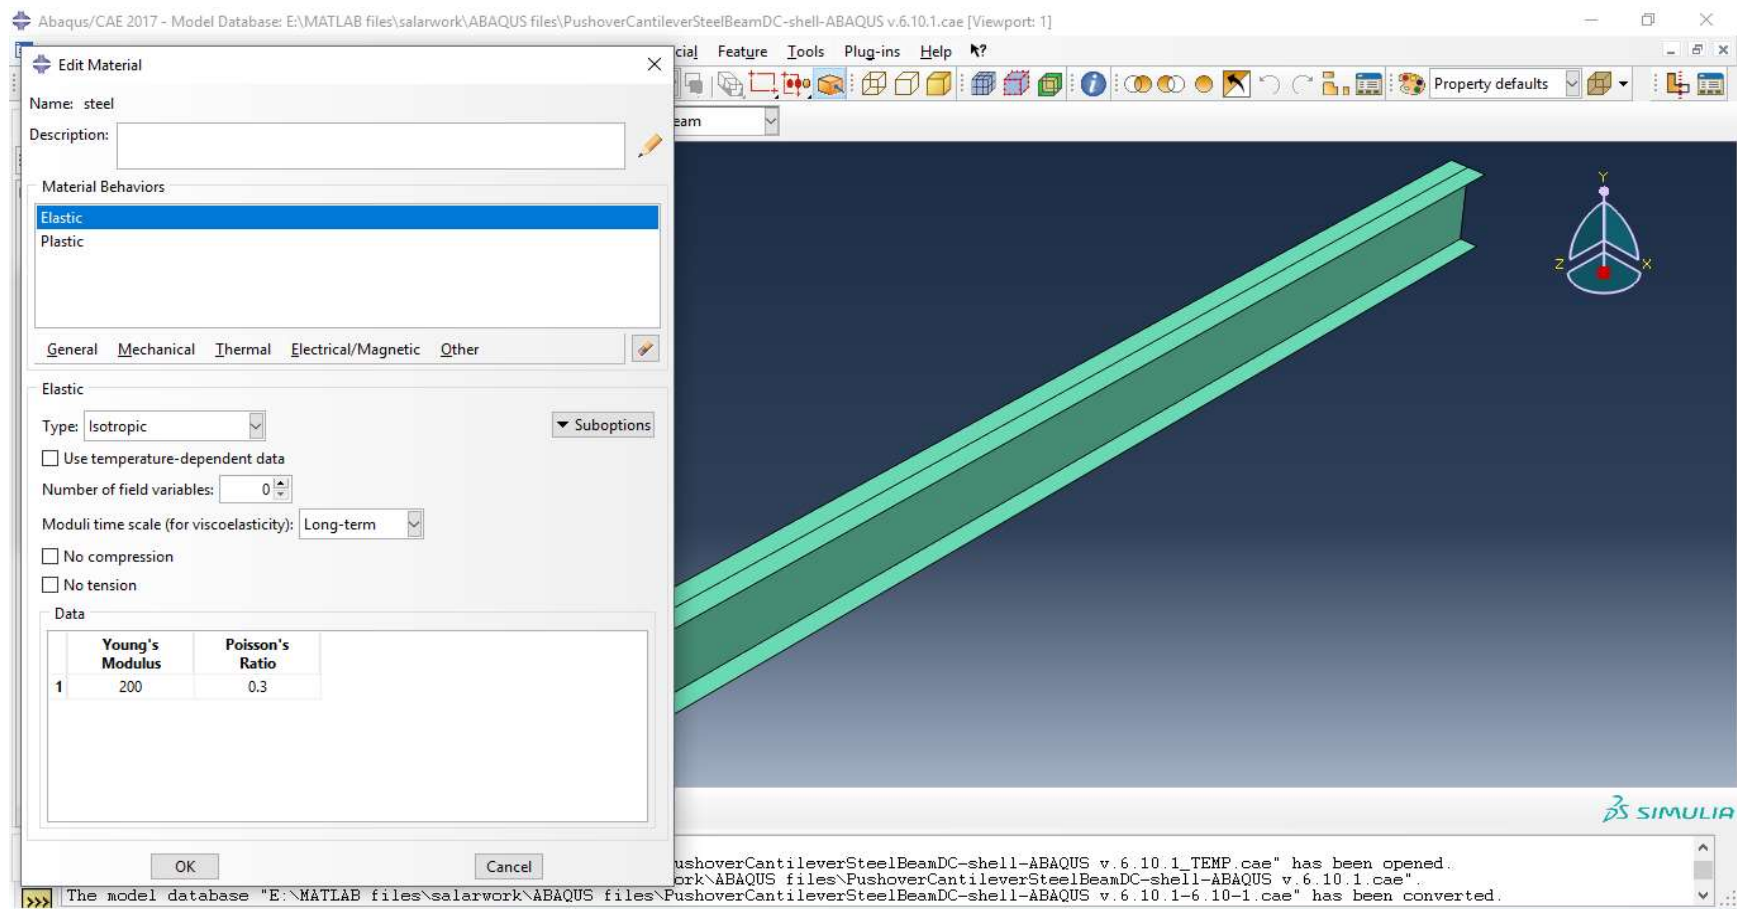 Abaqus/CAE 2017 - Model Database: E:\MATLAB files\salarwork\ABAQUS files\PushoverCantileverSteelBeamDC-shell-ABAQUS v.6.10.1.cae [Viewport: 1]
Edit Material
cial Feature Tools Plug-ins Help
Property defaults
Name: steel
eam
Description:
Material Behaviors
Elastic
Plastic
Y
Z
X
General Mechanical Thermal Electrical/Magnetic Other
Elastic
Type: Isotropic
Suboptions
Use temperature-dependent data
Number of field variables: 0
Moduli time scale (for viscoelasticity): Long-term
No compression
No tension
Data
Young's Modulus
Poisson's Ratio
1 200 0.3
SIMULIA
OK Cancel
ushoverCantileverSteelBeamDC-shell-ABAQUS v.6.10.1_TEMP.cae" has been opened.
ork\ABAQUS files\PushoverCantileverSteelBeamDC-shell-ABAQUS v.6.10.1.cae".
>>> The model database "E:\MATLAB files\salarwork\ABAQUS files\PushoverCantileverSteelBeamDC-shell-ABAQUS v.6.10.1-6.10-1.cae" has been converted.